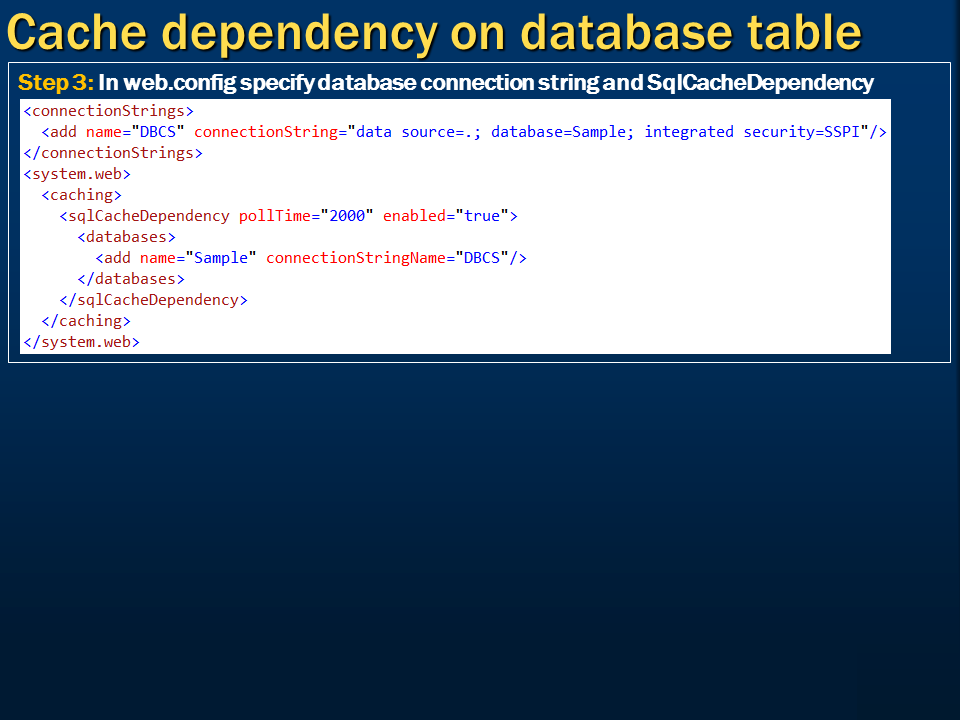 Cache dependency on database table
Step 3: In web.config specify database connection string and SqlCacheDependency
<connectionStrings>
  <add name="DBCS" connectionString="data source=.; database=Sample; integrated security=SSPI"/>
</connectionStrings>
<system.web>
  <caching>
    <sqlCacheDependency pollTime="2000" enabled="true">
      <databases>
        <add name="Sample" connectionStringName="DBCS"/>
      </databases>
    </sqlCacheDependency>
  </caching>
</system.web>